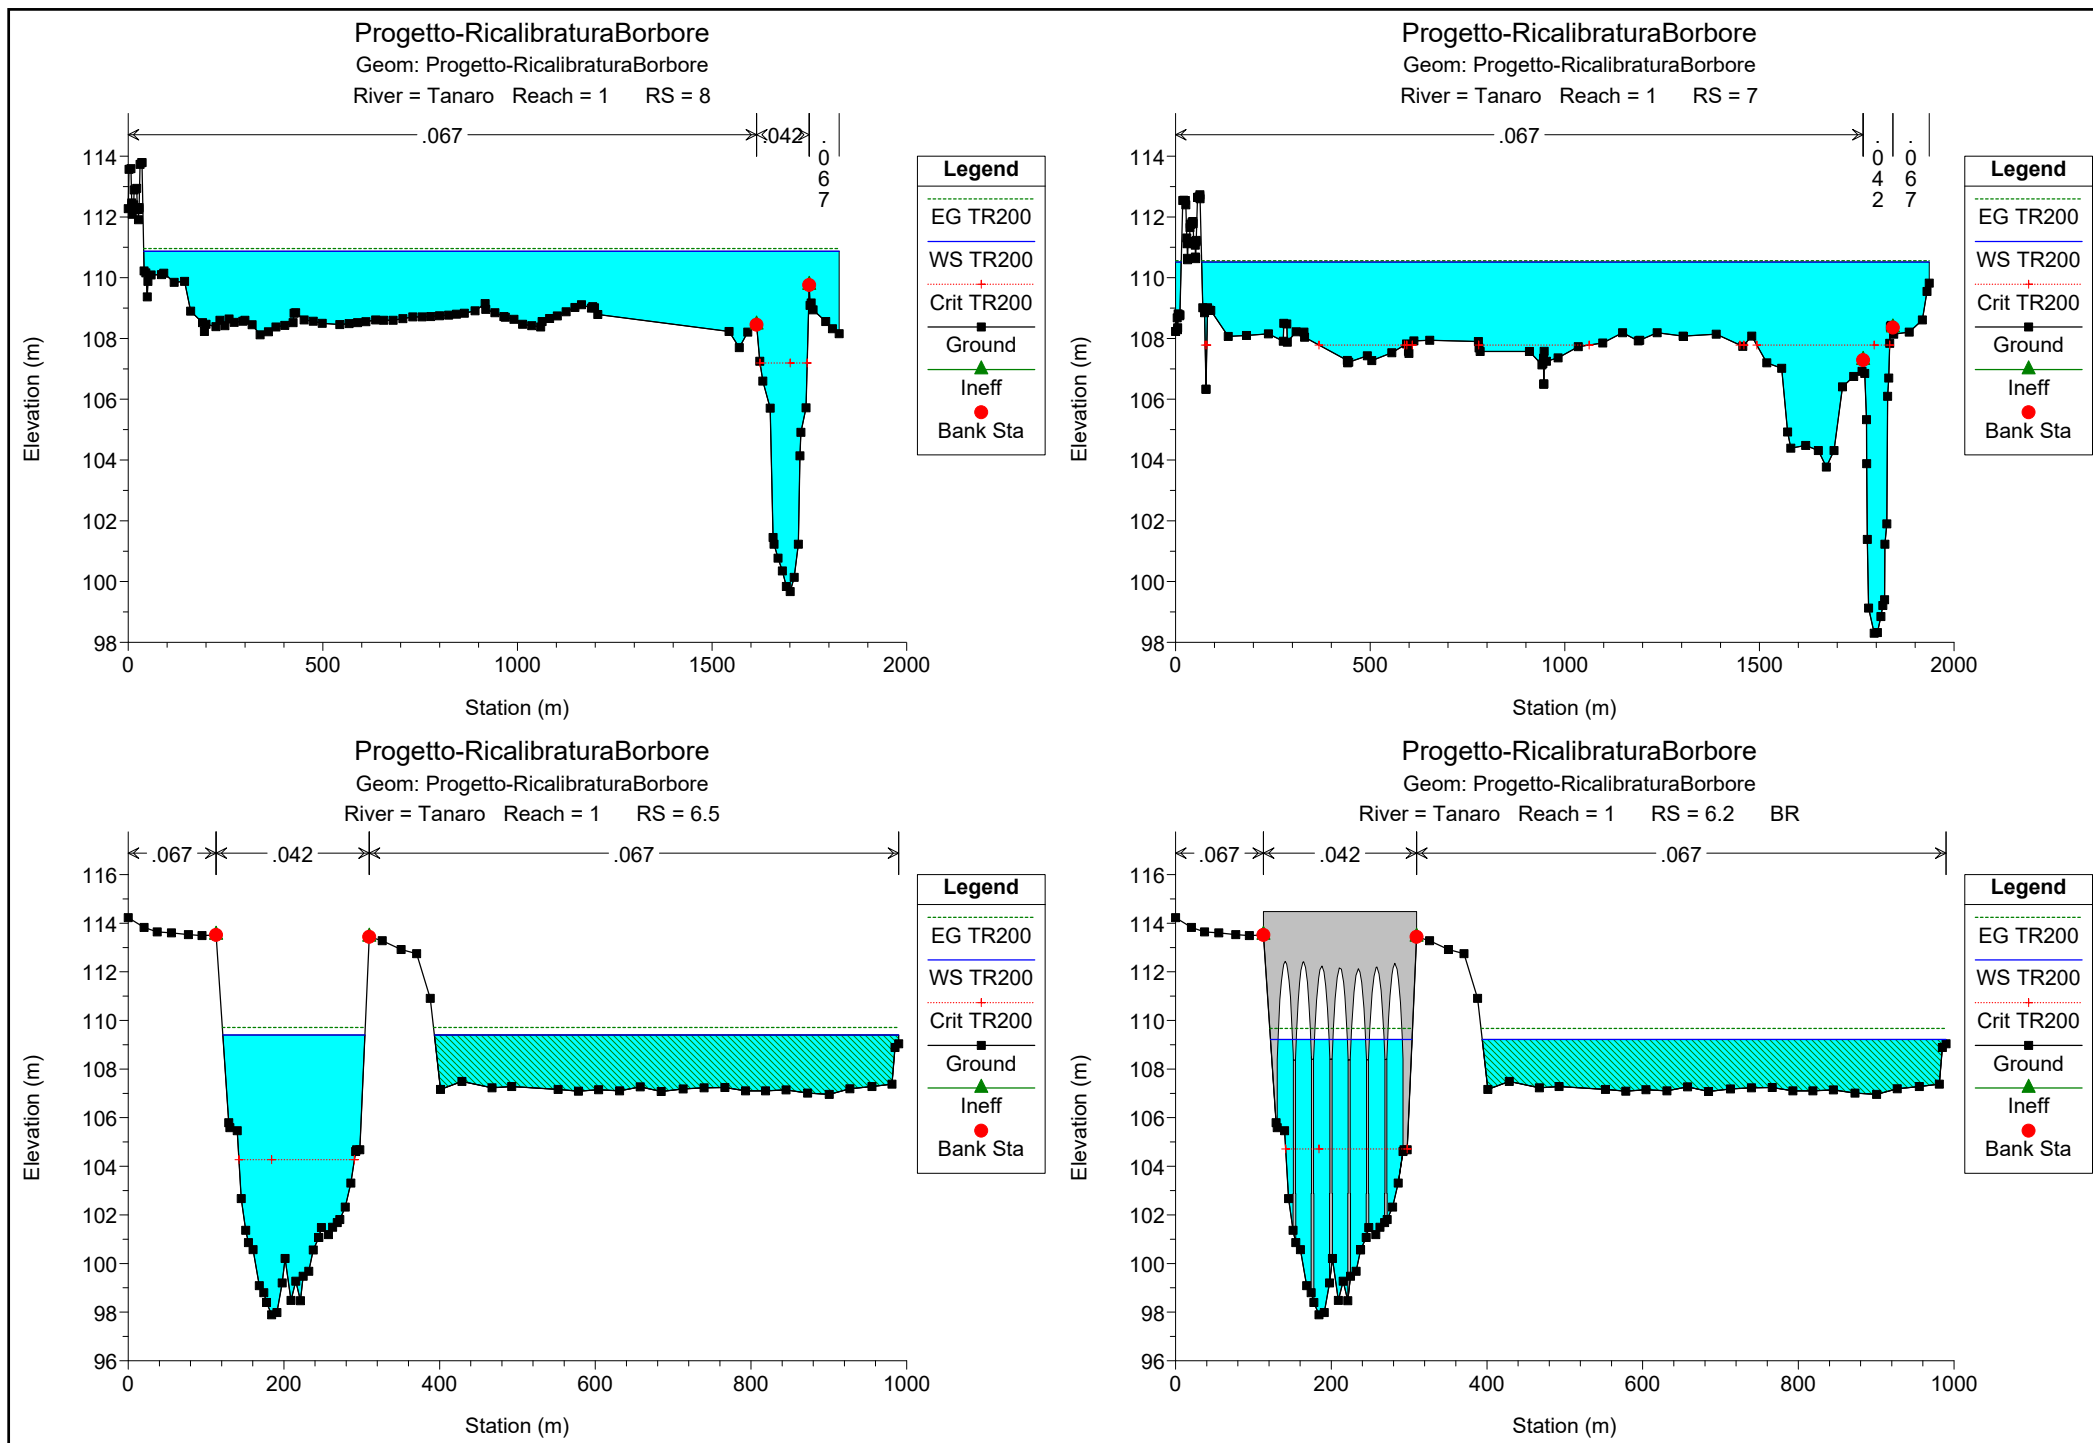 Progetto-RicalibraturaBorbore
Geom: Progetto-RicalibraturaBorbore
River = Tanaro Reach = 1 RS = 8
.067
.042
.067
Elevation (m)
114
112
110
108
106
104
102
100
98
0 500 1000 1500 2000
Station (m)
Legend
EG TR200
WS TR200
Crit TR200
Ground
Ineff
Bank Sta
Progetto-RicalibraturaBorbore
Geom: Progetto-RicalibraturaBorbore
River = Tanaro Reach = 1 RS = 7
.067
.042
.067
Elevation (m)
114
112
110
108
106
104
102
100
98
0 500 1000 1500 2000
Station (m)
Legend
EG TR200
WS TR200
Crit TR200
Ground
Ineff
Bank Sta
Progetto-RicalibraturaBorbore
Geom: Progetto-RicalibraturaBorbore
River = Tanaro Reach = 1 RS = 6.5
.067 .042 .067
Elevation (m)
116
114
112
110
108
106
104
102
100
98
96
0 200 400 600 800 1000
Station (m)
Legend
EG TR200
WS TR200
Crit TR200
Ground
Ineff
Bank Sta
Progetto-RicalibraturaBorbore
Geom: Progetto-RicalibraturaBorbore
River = Tanaro Reach = 1 RS = 6.2 BR
.067 .042 .067
Elevation (m)
116
114
112
110
108
106
104
102
100
98
96
0 200 400 600 800 1000
Station (m)
Legend
EG TR200
WS TR200
Crit TR200
Ground
Ineff
Bank Sta